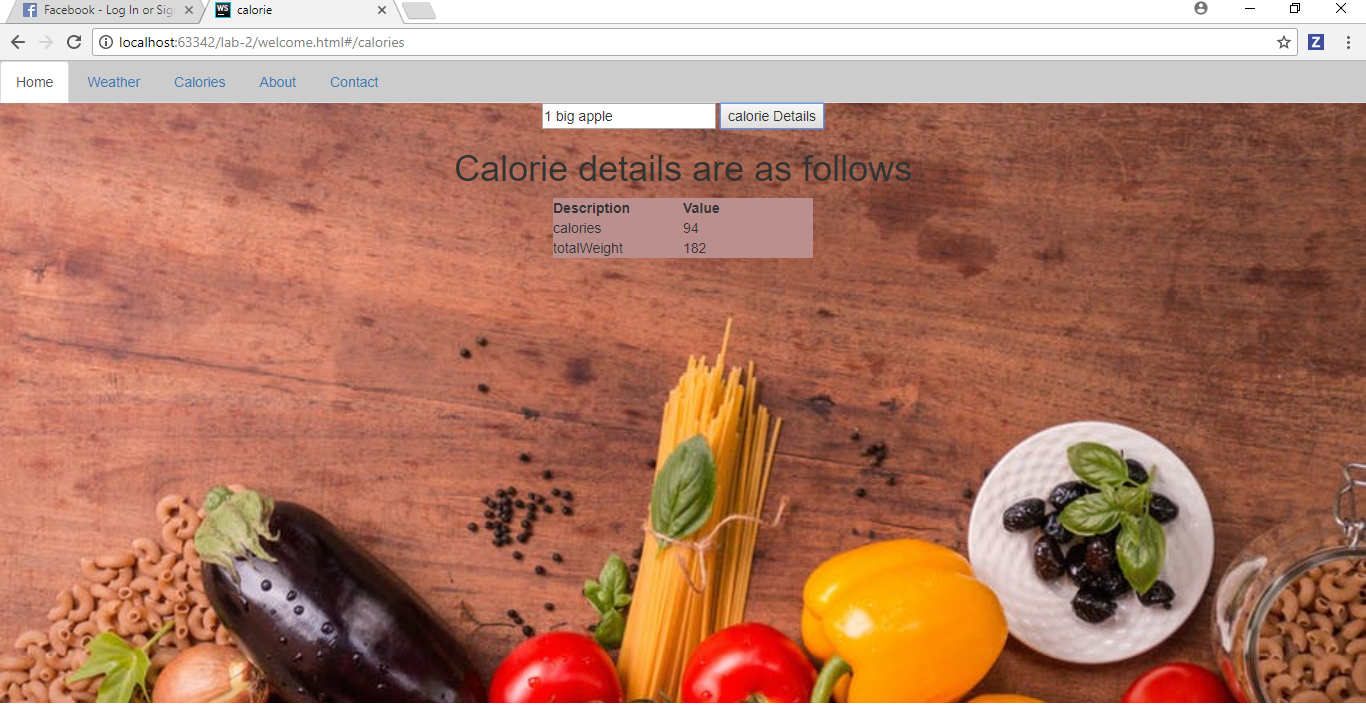 Facebook - Log In or Sig
WS calorie
localhost:63342/lab-2/welcome.html#/calories
Z
Home Weather Calories About Contact
1 big apple calorie Details
Calorie details are as follows
Description Value
calories 94
totalWeight 182